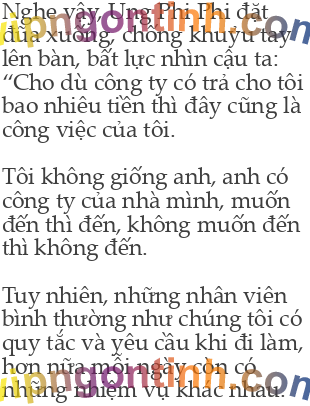 Nghe vậy, Ưng Phi Phi đặt
đũa xuống, chống khuỷu tay
lên bàn, bất lực nhìn cậu ta:
“Cho dù công ty có trả cho tôi
bao nhiêu tiền thì đây cũng là
công việc của tôi.
Tôi không giống anh, anh có
công ty của nhà mình, muốn
đến thì đến, không muốn đến
thì không đến.
Tuy nhiên, những nhân viên
bình thường như chúng tôi có
quy tắc và yêu cầu khi đi làm,
hơn nữa mỗi ngày còn có
những nhiệm vụ khác nhau.
vipngontinh.com
vipngontinh.com